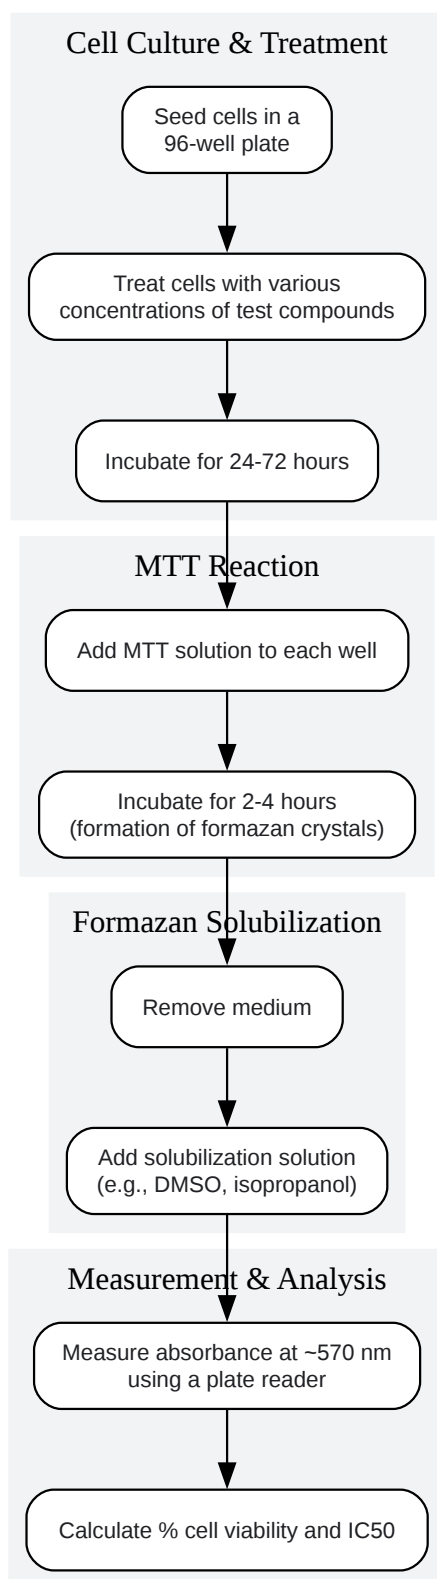 Cell Culture & Treatment
Seed cells in a
96-well plate
Treat cells with various
concentrations of test compounds
Incubate for 24-72 hours
MTT Reaction
Add MTT solution to each well
Incubate for 2-4 hours
(formation of formazan crystals)
Formazan Solubilization
Remove medium
Add solubilization solution
(e.g., DMSO, isopropanol)
Measurement & Analysis
Measure absorbance at ~570 nm
using a plate reader
Calculate % cell viability and IC50